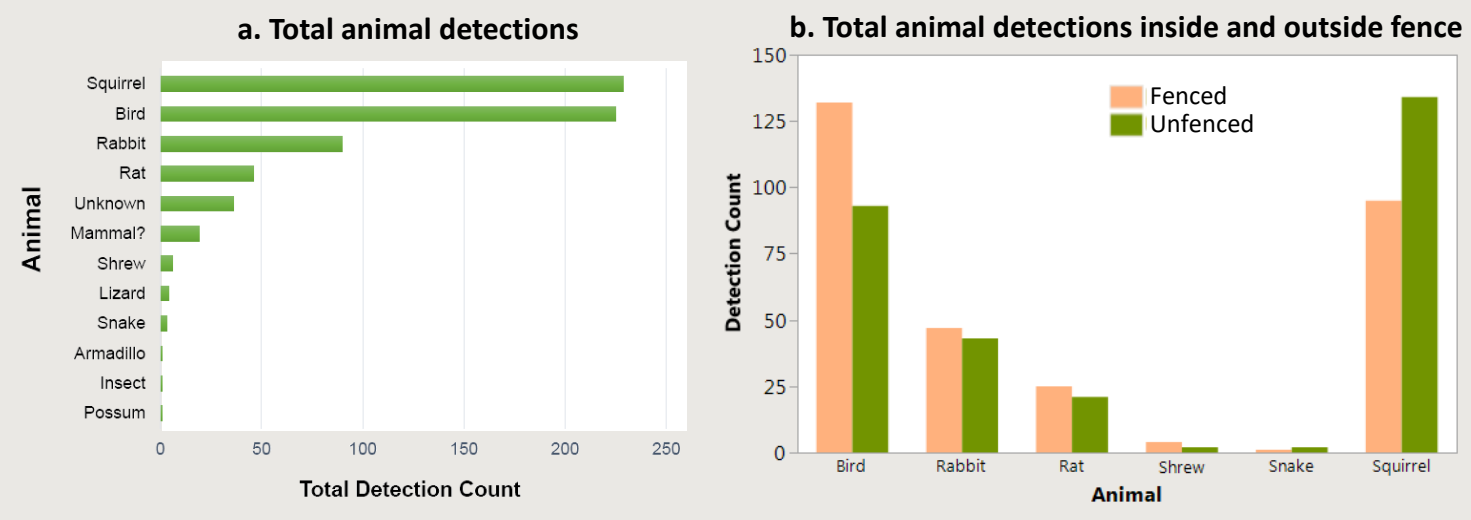 a. Total animal detections
Animal
Squirrel
Bird
Rabbit
Rat
Unknown
Mammal?
Shrew
Lizard
Snake
Armadillo
Insect
Possum
0 50 100 150 200 250
Total Detection Count
b. Total animal detections inside and outside fence
Detection Count
150
125
100
75
50
25
0
Fenced
Unfenced
Bird Rabbit Rat Shrew Snake Squirrel
Animal